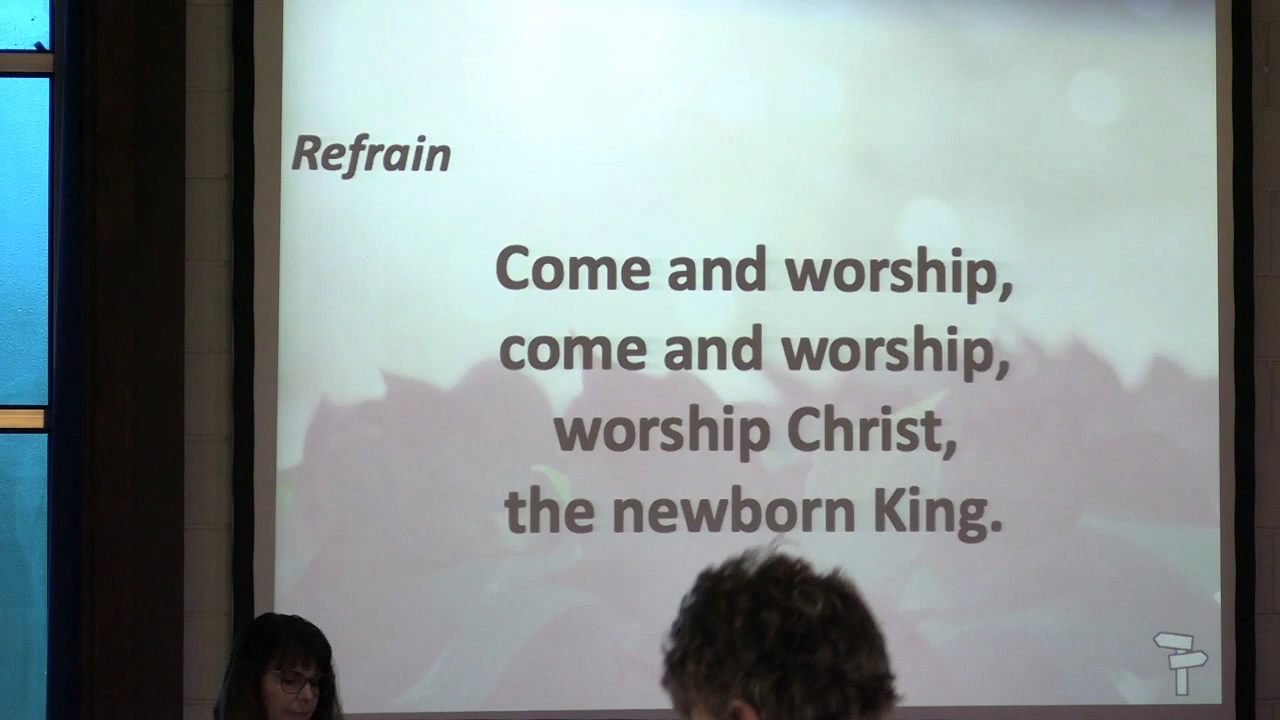 Refrain
Come and worship,
come and worship,
worship Christ,
the newborn King.